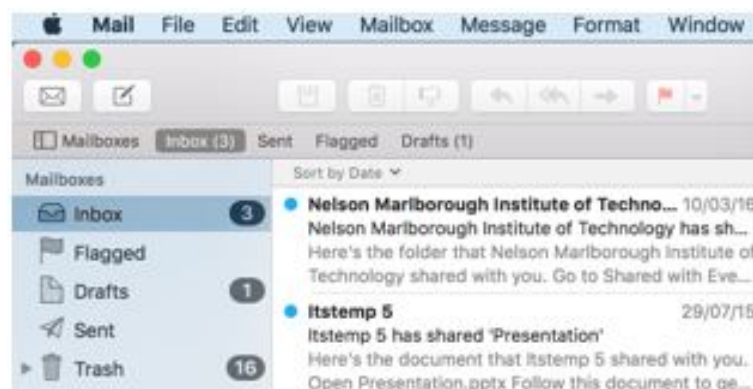 Mail File Edit View Mailbox Message Format Window
Mailboxes Inbox (3) Sent Flagged Drafts (1)
Mailboxes
Inbox 3
Flagged
Drafts 1
Sent
Trash 16
Sort by Date
Nelson Marlborough Institute of Techno... 10/03/16
Nelson Marlborough Institute of Technology has sh...
Here's the folder that Nelson Marlborough Institute of
Technology shared with you. Go to Shared with Eve...
Itstemp 5 29/07/15
Itstemp 5 has shared 'Presentation'
Here's the document that Itstemp 5 shared with you.
Open Presentation.pptx Follow this document to ge...